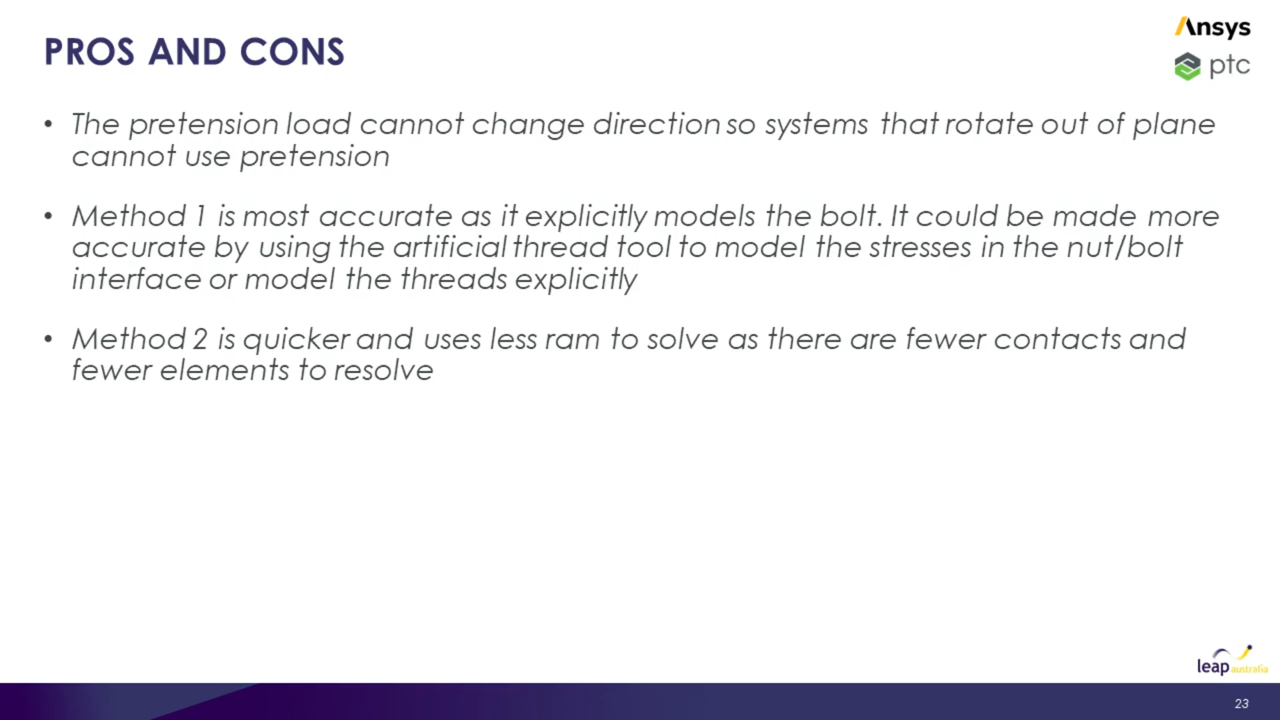 PROS AND CONS
Ansys
ptc
• The pretension load cannot change direction so systems that rotate out of plane
cannot use pretension
• Method 1 is most accurate as it explicitly models the bolt. It could be made more
accurate by using the artificial thread tool to model the stresses in the nut/bolt
interface or model the threads explicitly
• Method 2 is quicker and uses less ram to solve as there are fewer contacts and
fewer elements to resolve
leap australia
23